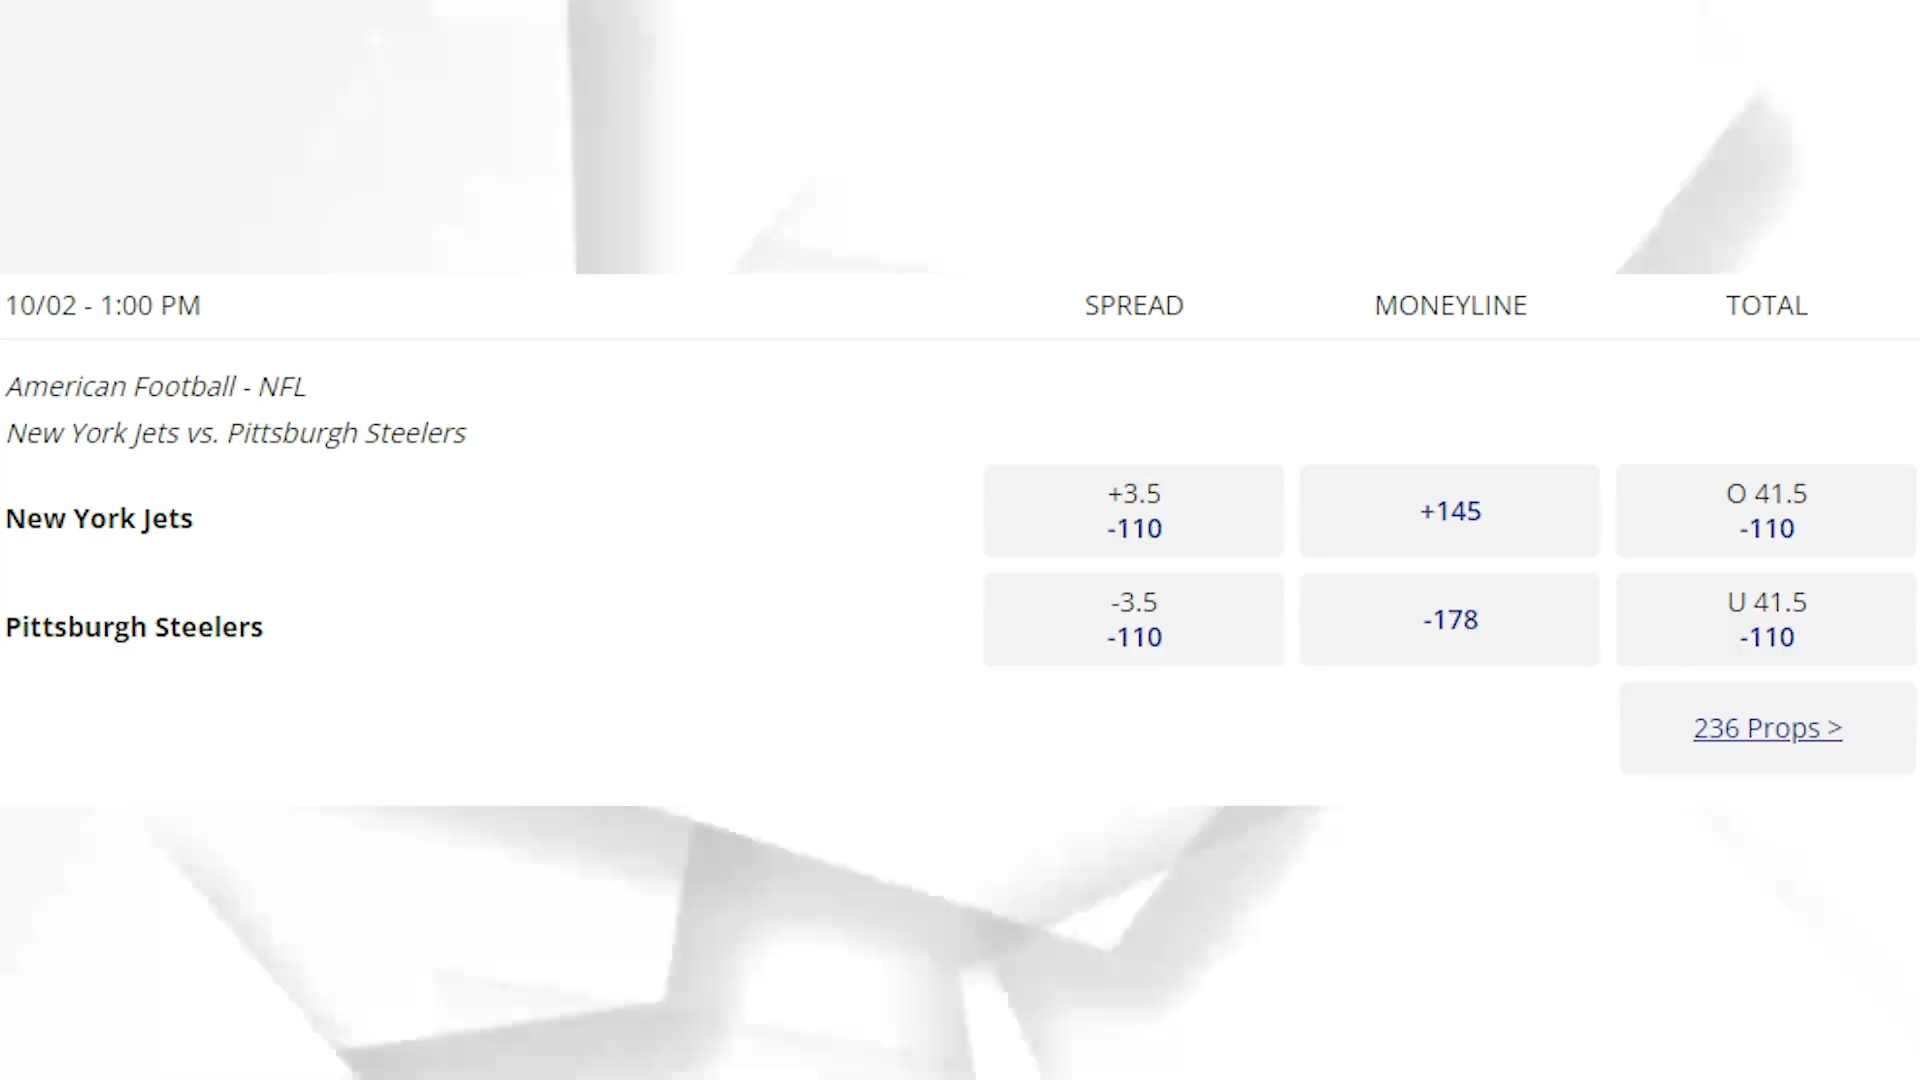 10/02 - 1:00 PM SPREAD MONEYLINE TOTAL
American Football - NFL
New York Jets vs. Pittsburgh Steelers
New York Jets
+3.5
-110
+145
O 41.5
-110
Pittsburgh Steelers
-3.5
-110
-178
U 41.5
-110
236 Props >